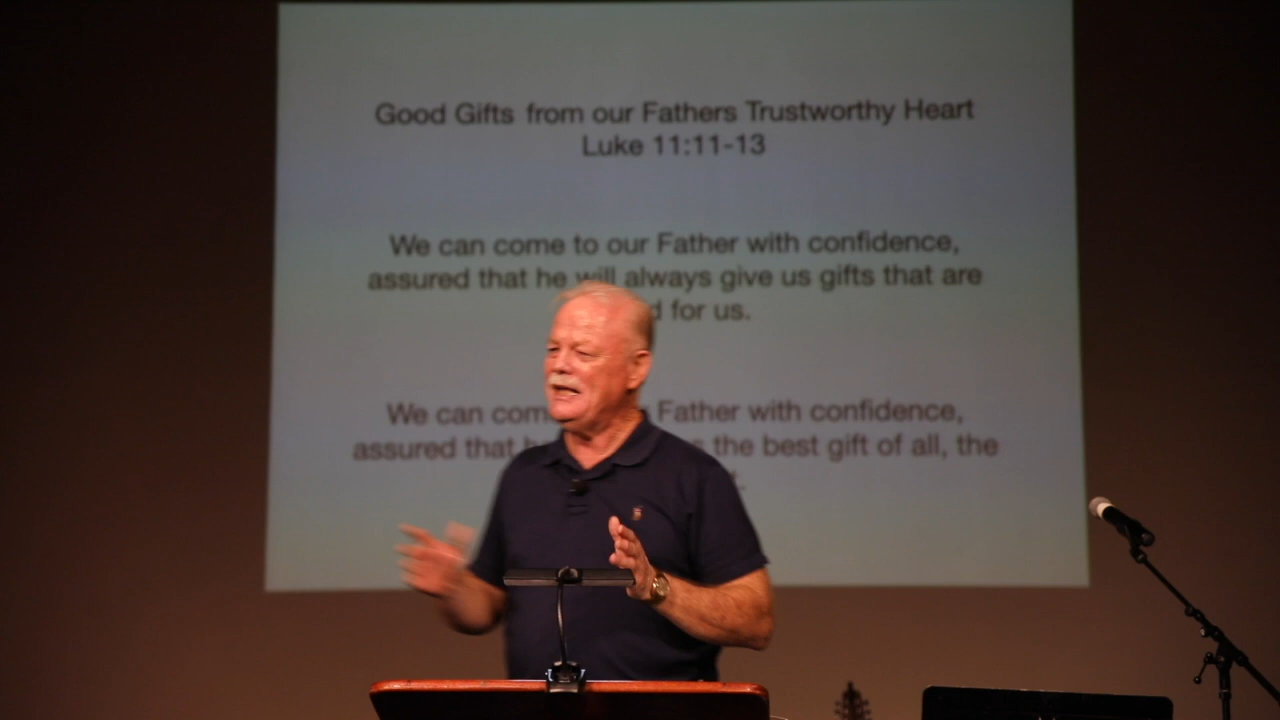 Good Gifts from our Fathers Trustworthy Heart
Luke 11:11-13
We can come to our Father with confidence,
assured that he will always give us gifts that are
for us.
We can Father with confidence,
assured that the best gift of all, the